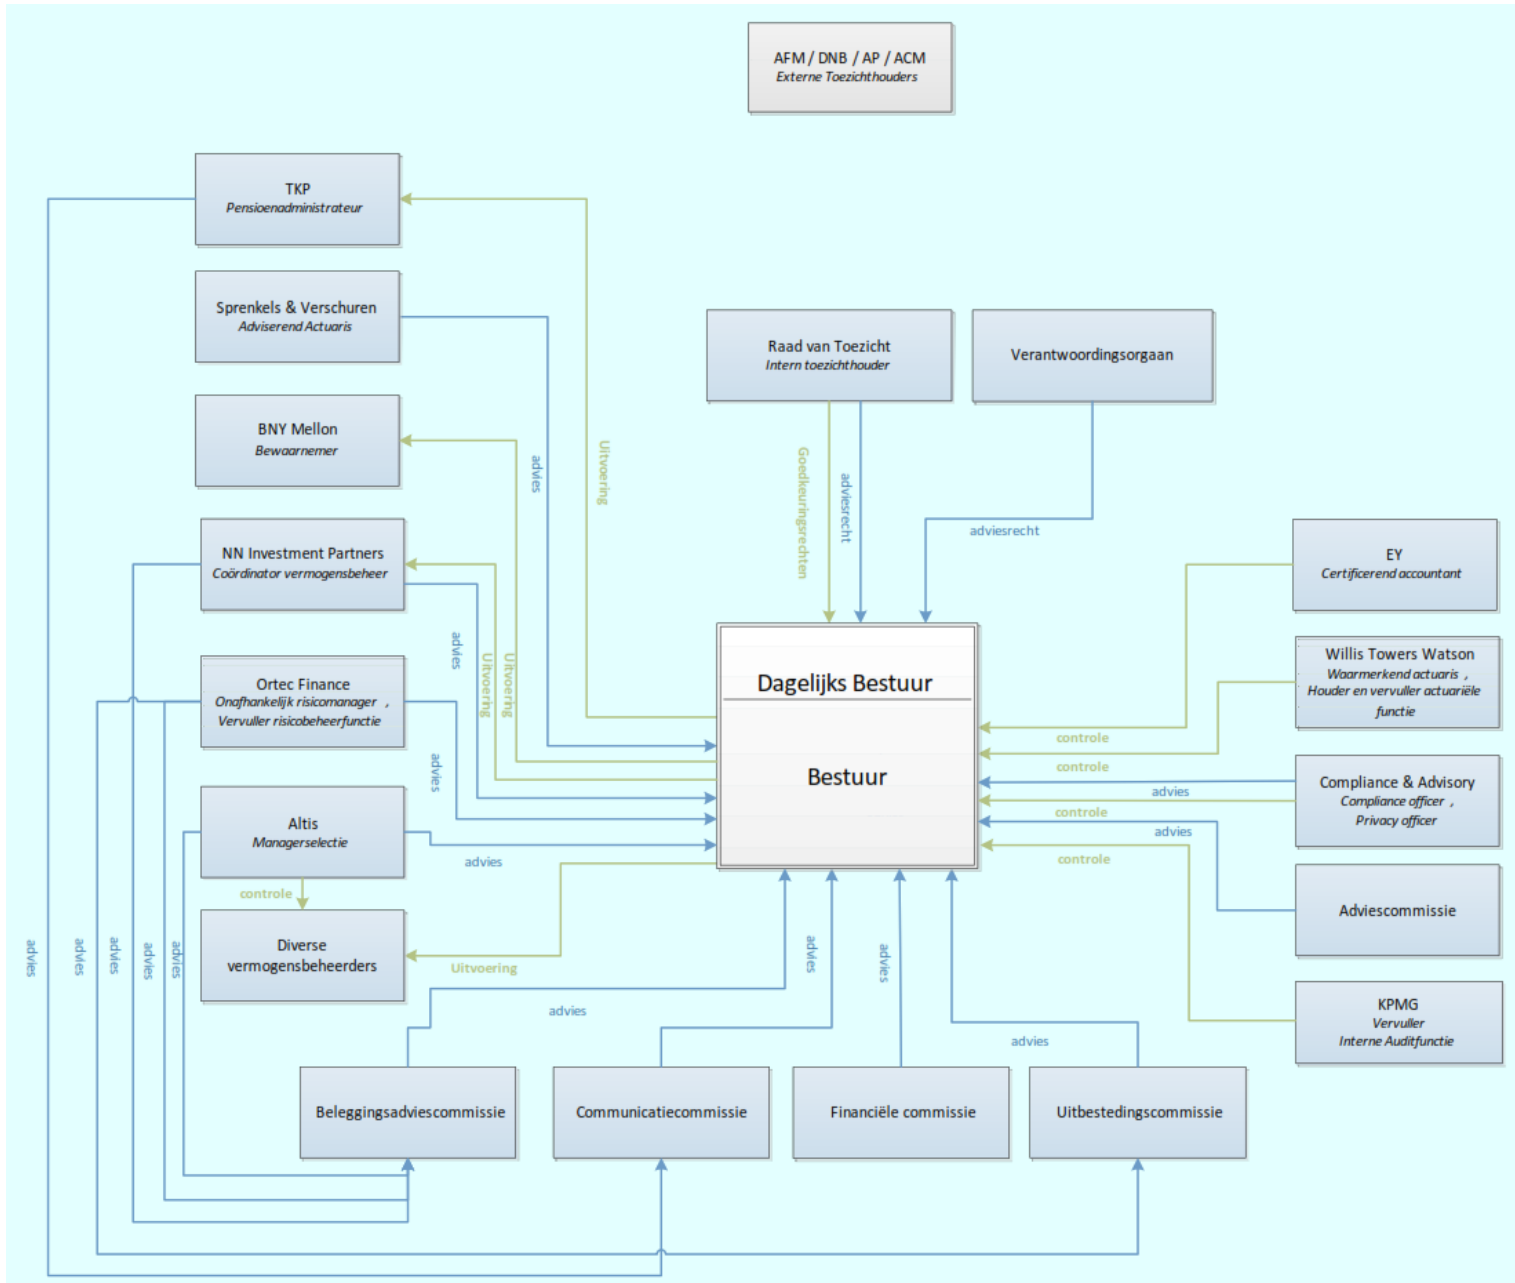 AFM / DNB / AP / ACM
Externe Toezichthouders
TKP
Pensioenadministrateur
Sprenkels & Verschuren
Adviserend Actuaris
BNY Mellon
Bewaarnemer
NN Investment Partners
Coördinator vermogensbeheer
Ortec Finance
Onafhankelijk risicomanager ,
Vervuller risicobeheerfunctie
Altis
Managerselectie
controle
Diverse
vermogensbeheerders
Raad van Toezicht
Intern toezichthouder
Verantwoordingsorgaan
Goedkeuringsrechten
adviesrecht
adviesrecht
Uitvoering
advies
advies
Uitvoering
Uitvoering
advies
advies
Uitvoering
Dagelijks Bestuur
Bestuur
EY
Certificerend accountant
Willis Towers Watson
Waarmerkend actuaris ,
Houder en vervuller actuariële
functie
Compliance & Advisory
Compliance officer ,
Privacy officer
Adviescommissie
KPMG
Vervuller
Interne Auditfunctie
controle
controle
advies
controle
advies
controle
advies
advies
advies
advies
advies
advies
advies
advies
advies
Beleggingsadviescommissie
Communicatiecommissie
Financiële commissie
Uitbestedingscommissie